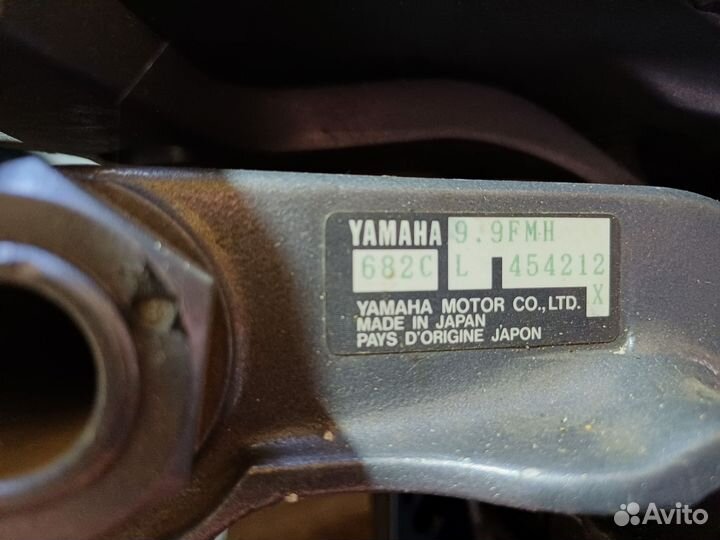 YAMAHA 9.9FMH
682C L 454212
X
YAMAHA MOTOR CO.,LTD.
MADE IN JAPAN
PAYS D'ORIGINE JAPON
Avito